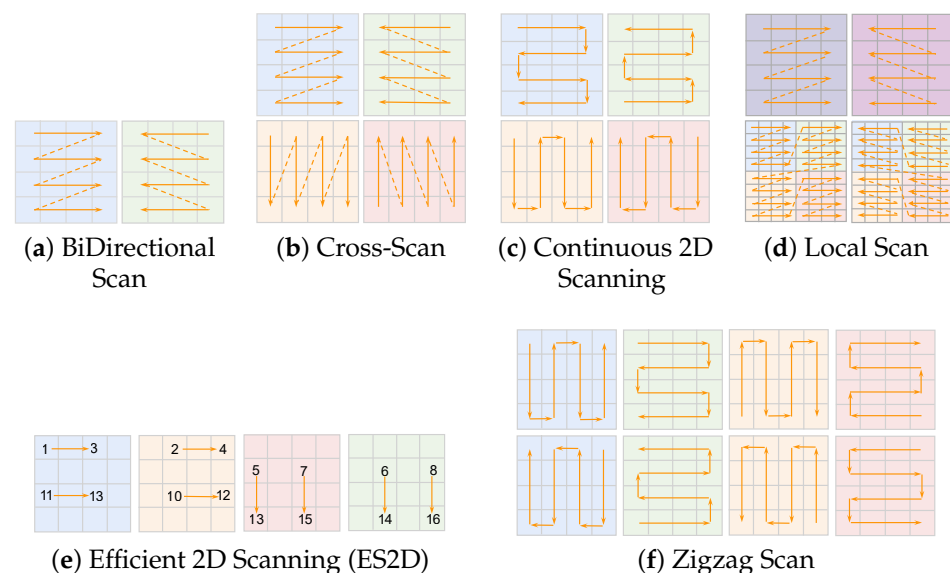 (a) BiDirectional
Scan
(b) Cross-Scan
(c) Continuous 2D
Scanning
(d) Local Scan
1 3
11 13
2 4
10 12
5 7
13 15
6 8
14 16
(e) Efficient 2D Scanning (ES2D)
(f) Zigzag Scan